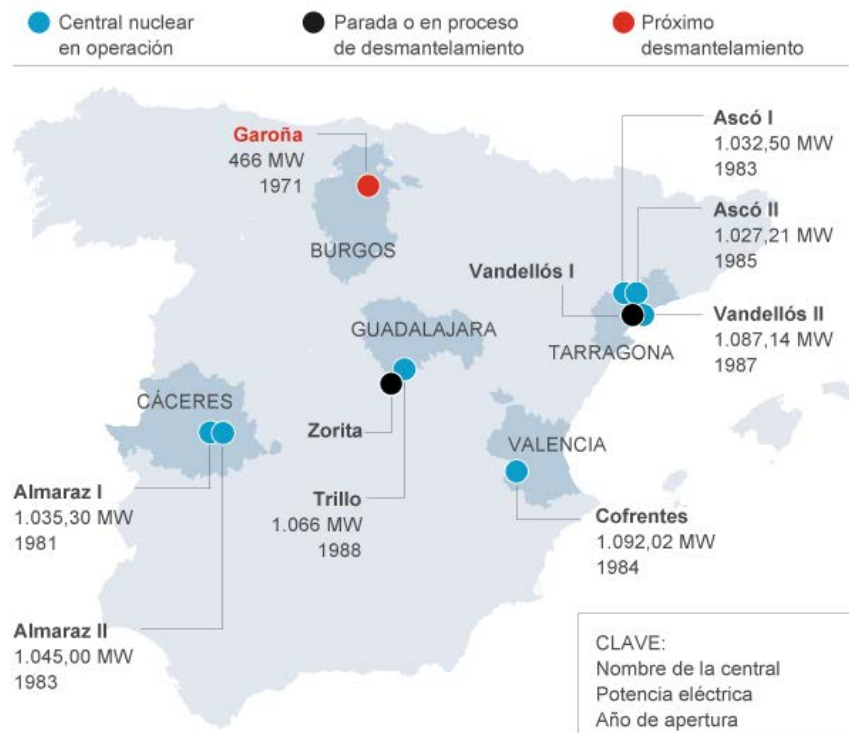 Central nuclear
en operación
Parada o en proceso
de desmantelamiento
Próximo
desmantelamiento
Garoña
466 MW
1971
BURGOS
Ascó I
1.032,50 MW
1983
Ascó II
1.027,21 MW
1985
Vandellós I
Vandellós II
1.087,14 MW
1987
TARRAGONA
GUADALAJARA
CÁCERES
Zorita
VALENCIA
Almaraz I
1.035,30 MW
1981
Trillo
1.066 MW
1988
Cofrentes
1.092,02 MW
1984
Almaraz II
1.045,00 MW
1983
CLAVE:
Nombre de la central
Potencia eléctrica
Año de apertura